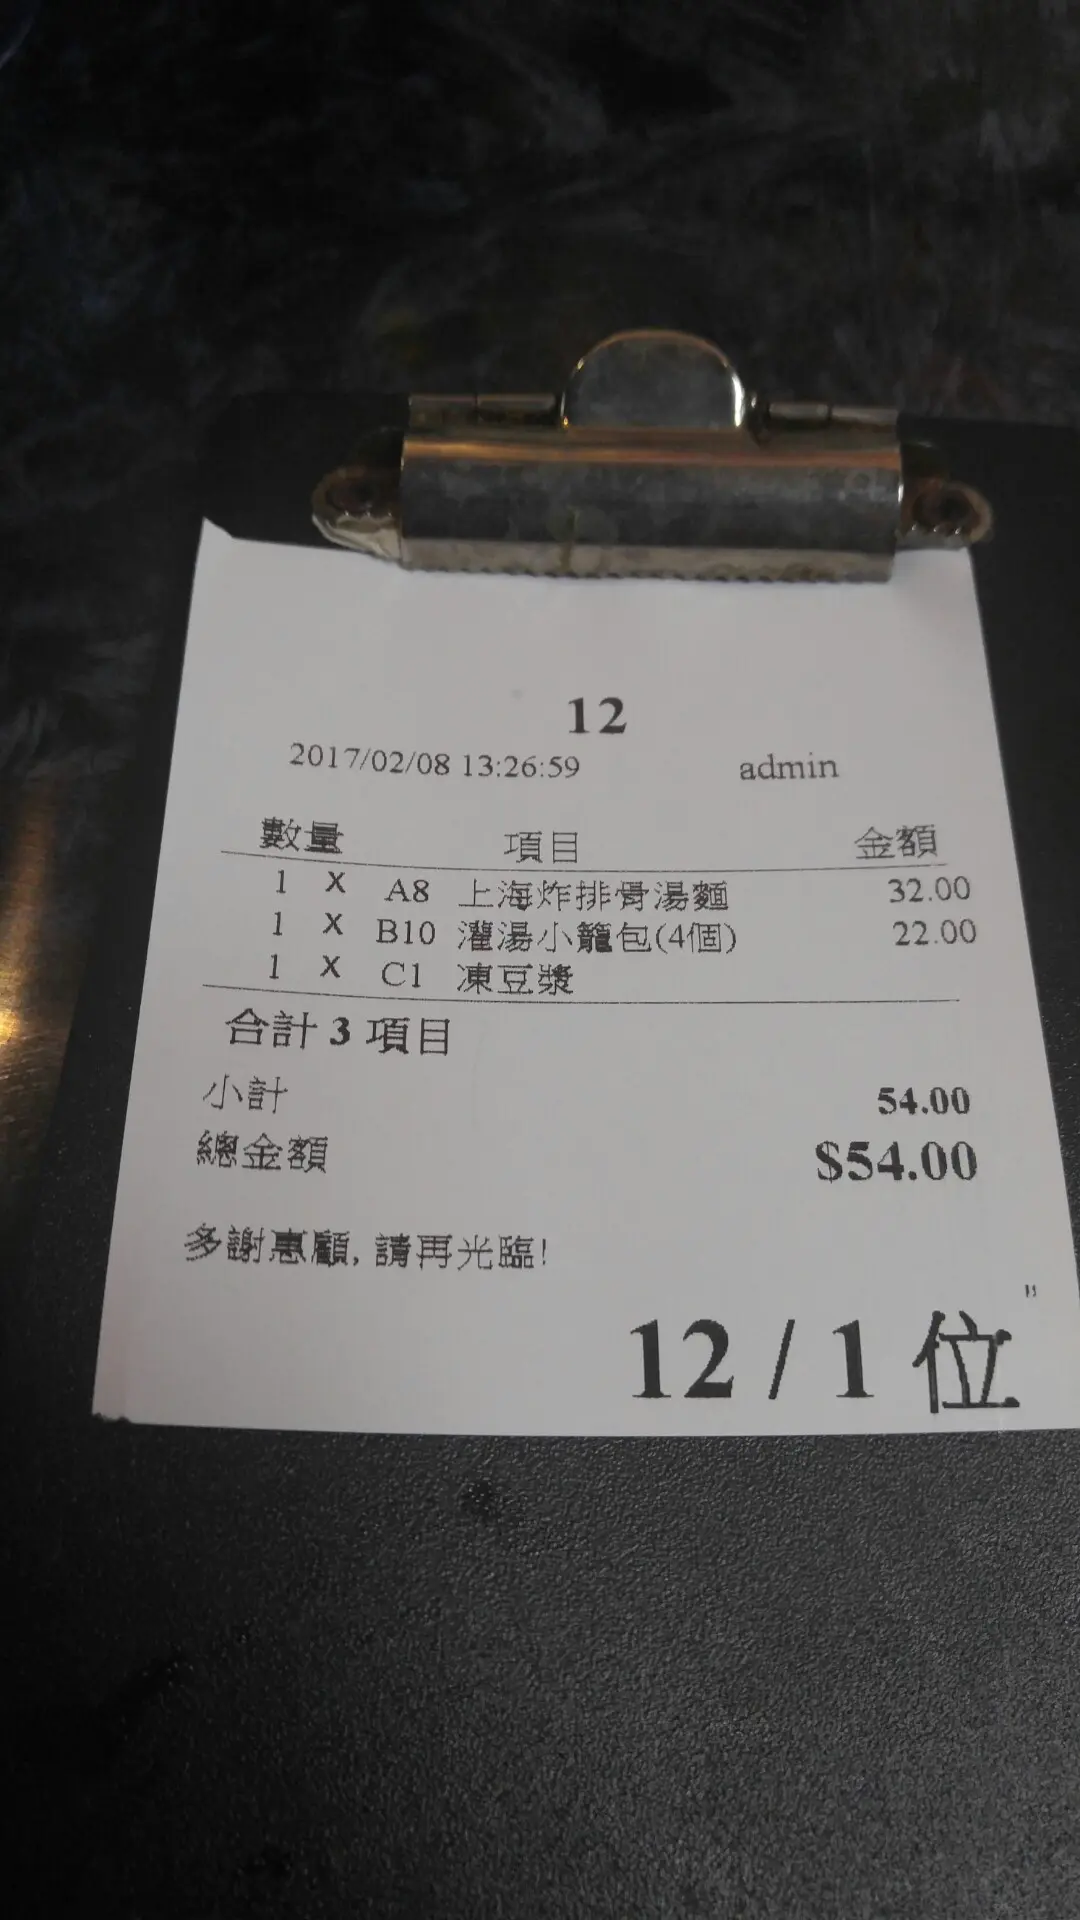 12
2017/02/08 13:26:59 admin
數量 項目 金額
1 X A8 上海炸排骨湯麵 32.00
1 X B10 灌湯小籠包(4個) 22.00
1 X C1 凍豆漿
合計 3 項目
小計 54.00
總金額 $54.00
多謝惠顧, 請再光臨!
"
12 / 1 位